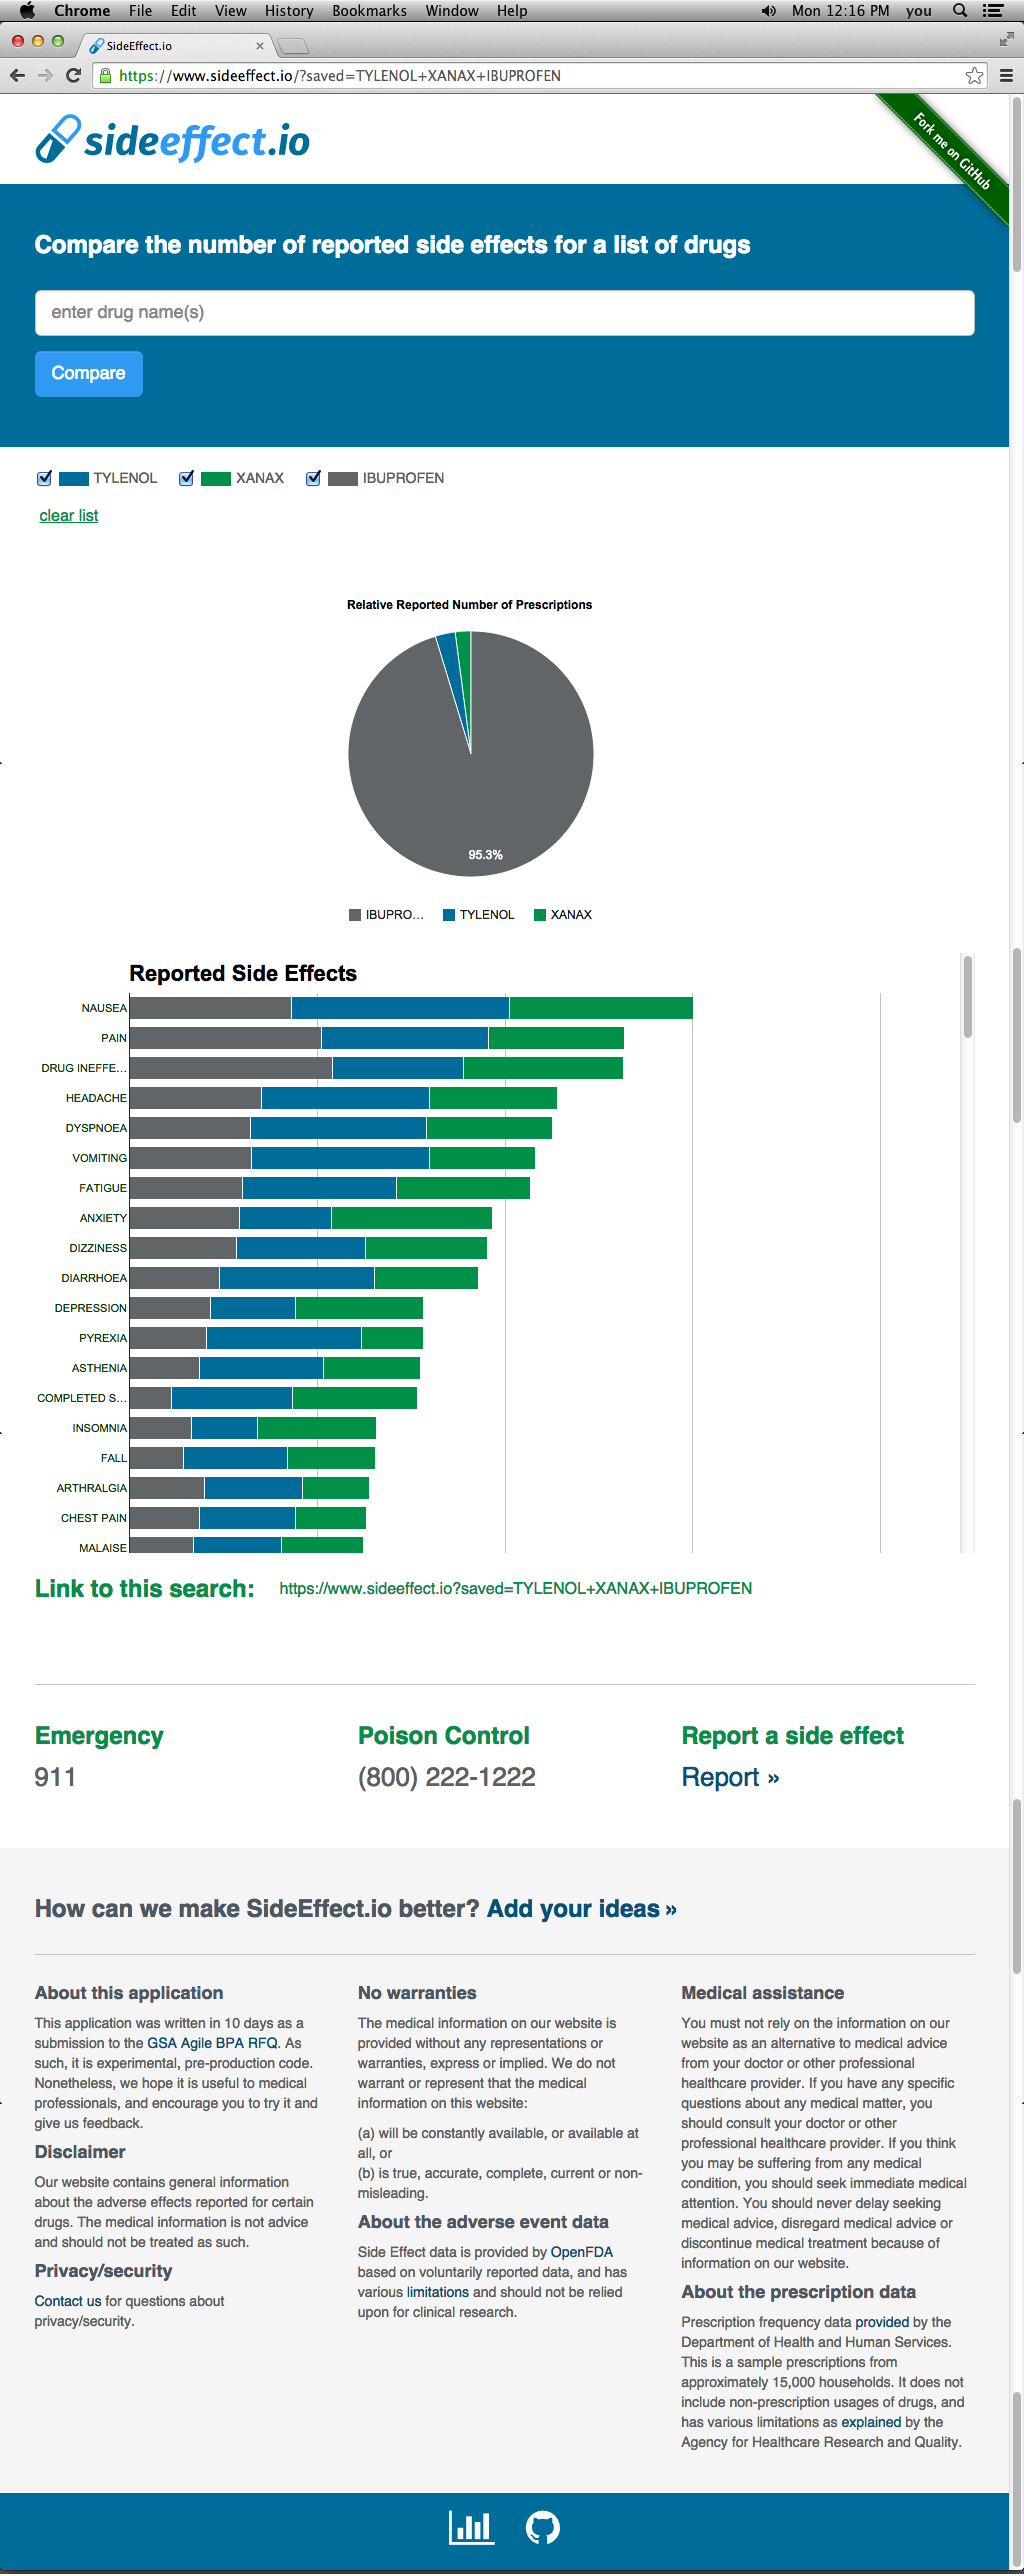 Chrome File Edit View History Bookmarks Window Help Mon 12:16 PM you
SideEffect.io
https://www.sideeffect.io/?saved=TYLENOL+XANAX+IBUPROFEN
sideeffect.io
Fork me on GitHub
Compare the number of reported side effects for a list of drugs
enter drug name(s)
Compare
TYLENOL XANAX IBUPROFEN
clear list
Relative Reported Number of Prescriptions
95.3%
IBUPRO... TYLENOL XANAX
Reported Side Effects
NAUSEA
PAIN
DRUG INEFFE...
HEADACHE
DYSPNOEA
VOMITING
FATIGUE
ANXIETY
DIZZINESS
DIARRHOEA
DEPRESSION
PYREXIA
ASTHENIA
COMPLETED S...
INSOMNIA
FALL
ARTHRALGIA
CHEST PAIN
MALAISE
Link to this search: https://www.sideeffect.io?saved=TYLENOL+XANAX+IBUPROFEN
Emergency
911
Poison Control
(800) 222-1222
Report a side effect
Report »
How can we make SideEffect.io better? Add your ideas »
About this application
This application was written in 10 days as a
submission to the GSA Agile BPA RFQ. As
such, it is experimental, pre-production code.
Nonetheless, we hope it is useful to medical
professionals, and encourage you to try it and
give us feedback.
Disclaimer
Our website contains general information
about the adverse effects reported for certain
drugs. The medical information is not advice
and should not be treated as such.
Privacy/security
Contact us for questions about
privacy/security.
No warranties
The medical information on our website is
provided without any representations or
warranties, express or implied. We do not
warrant or represent that the medical
information on this website:
(a) will be constantly available, or available at
all, or
(b) is true, accurate, complete, current or non-
misleading.
About the adverse event data
Side Effect data is provided by OpenFDA
based on voluntarily reported data, and has
various limitations and should not be relied
upon for clinical research.
Medical assistance
You must not rely on the information on our
website as an alternative to medical advice
from your doctor or other professional
healthcare provider. If you have any specific
questions about any medical matter, you
should consult your doctor or other
professional healthcare provider. If you think
you may be suffering from any medical
condition, you should seek immediate medical
attention. You should never delay seeking
medical advice, disregard medical advice or
discontinue medical treatment because of
information on our website.
About the prescription data
Prescription frequency data provided by the
Department of Health and Human Services.
This is a sample prescriptions from
approximately 15,000 households. It does not
include non-prescription usages of drugs, and
has various limitations as explained by the
Agency for Healthcare Research and Quality.